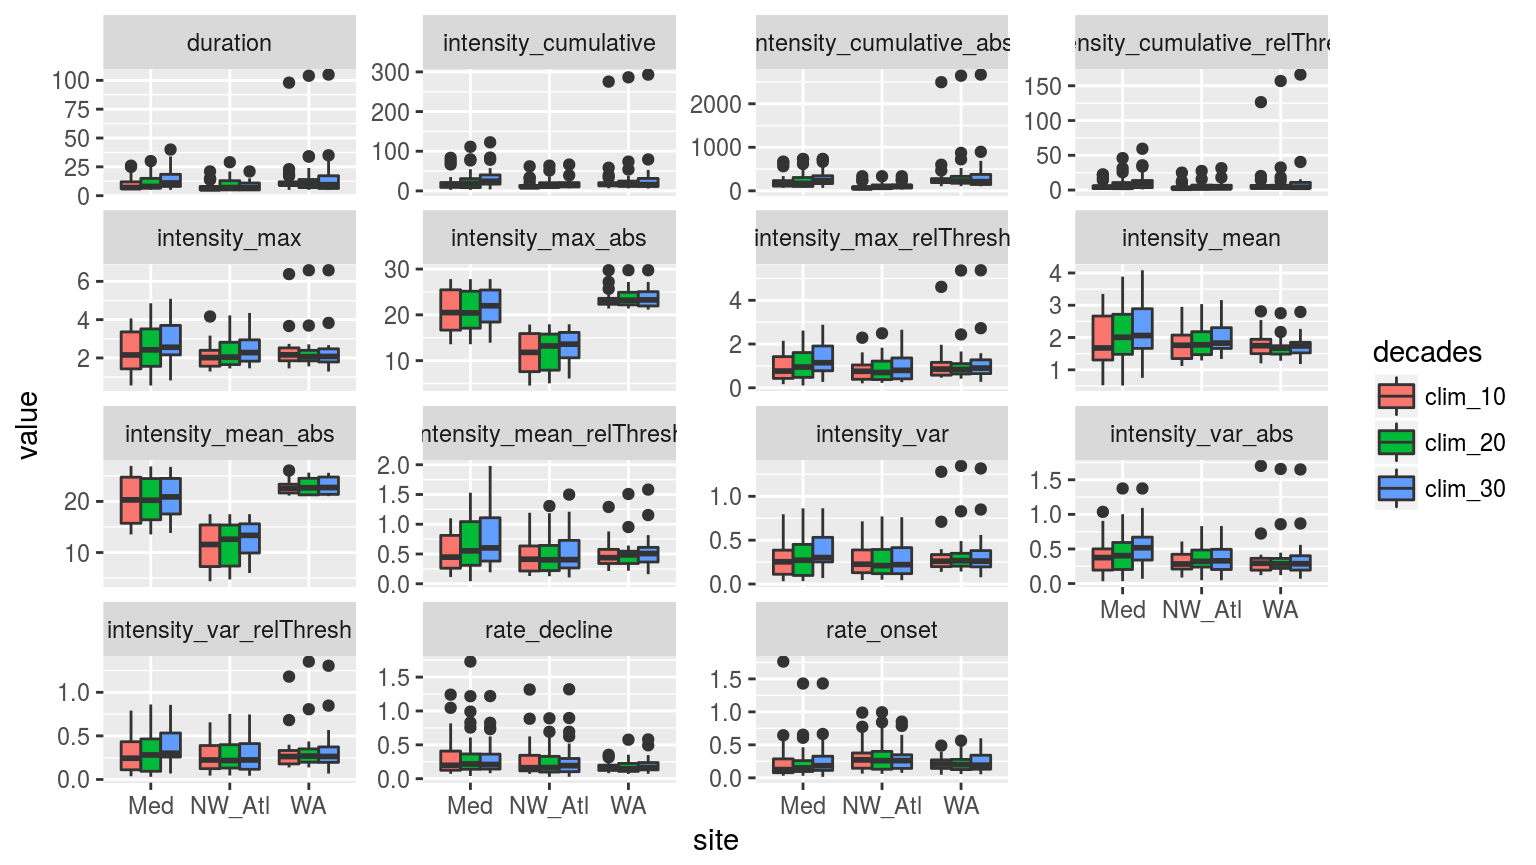 duration
intensity_cumulative
ntensity_cumulative_abs
nsity_cumulative_relThre
100
75
50
25
0
300
200
100
0
2000
1000
0
150
100
50
0
intensity_max
intensity_max_abs
intensity_max_relThresh
intensity_mean
6
4
2
30
20
10
4
2
0
4
3
2
1
intensity_mean_abs
ntensity_mean_relThresh
intensity_var
intensity_var_abs
20
10
2.0
1.5
1.0
0.5
0.0
1.0
0.5
0.0
1.5
1.0
0.5
0.0
Med NW_Atl WA
intensity_var_relThresh
rate_decline
rate_onset
1.0
0.5
0.0
1.5
1.0
0.5
0.0
1.5
1.0
0.5
0.0
Med NW_Atl WA
Med NW_Atl WA
Med NW_Atl WA
site
value
decades
clim_10
clim_20
clim_30